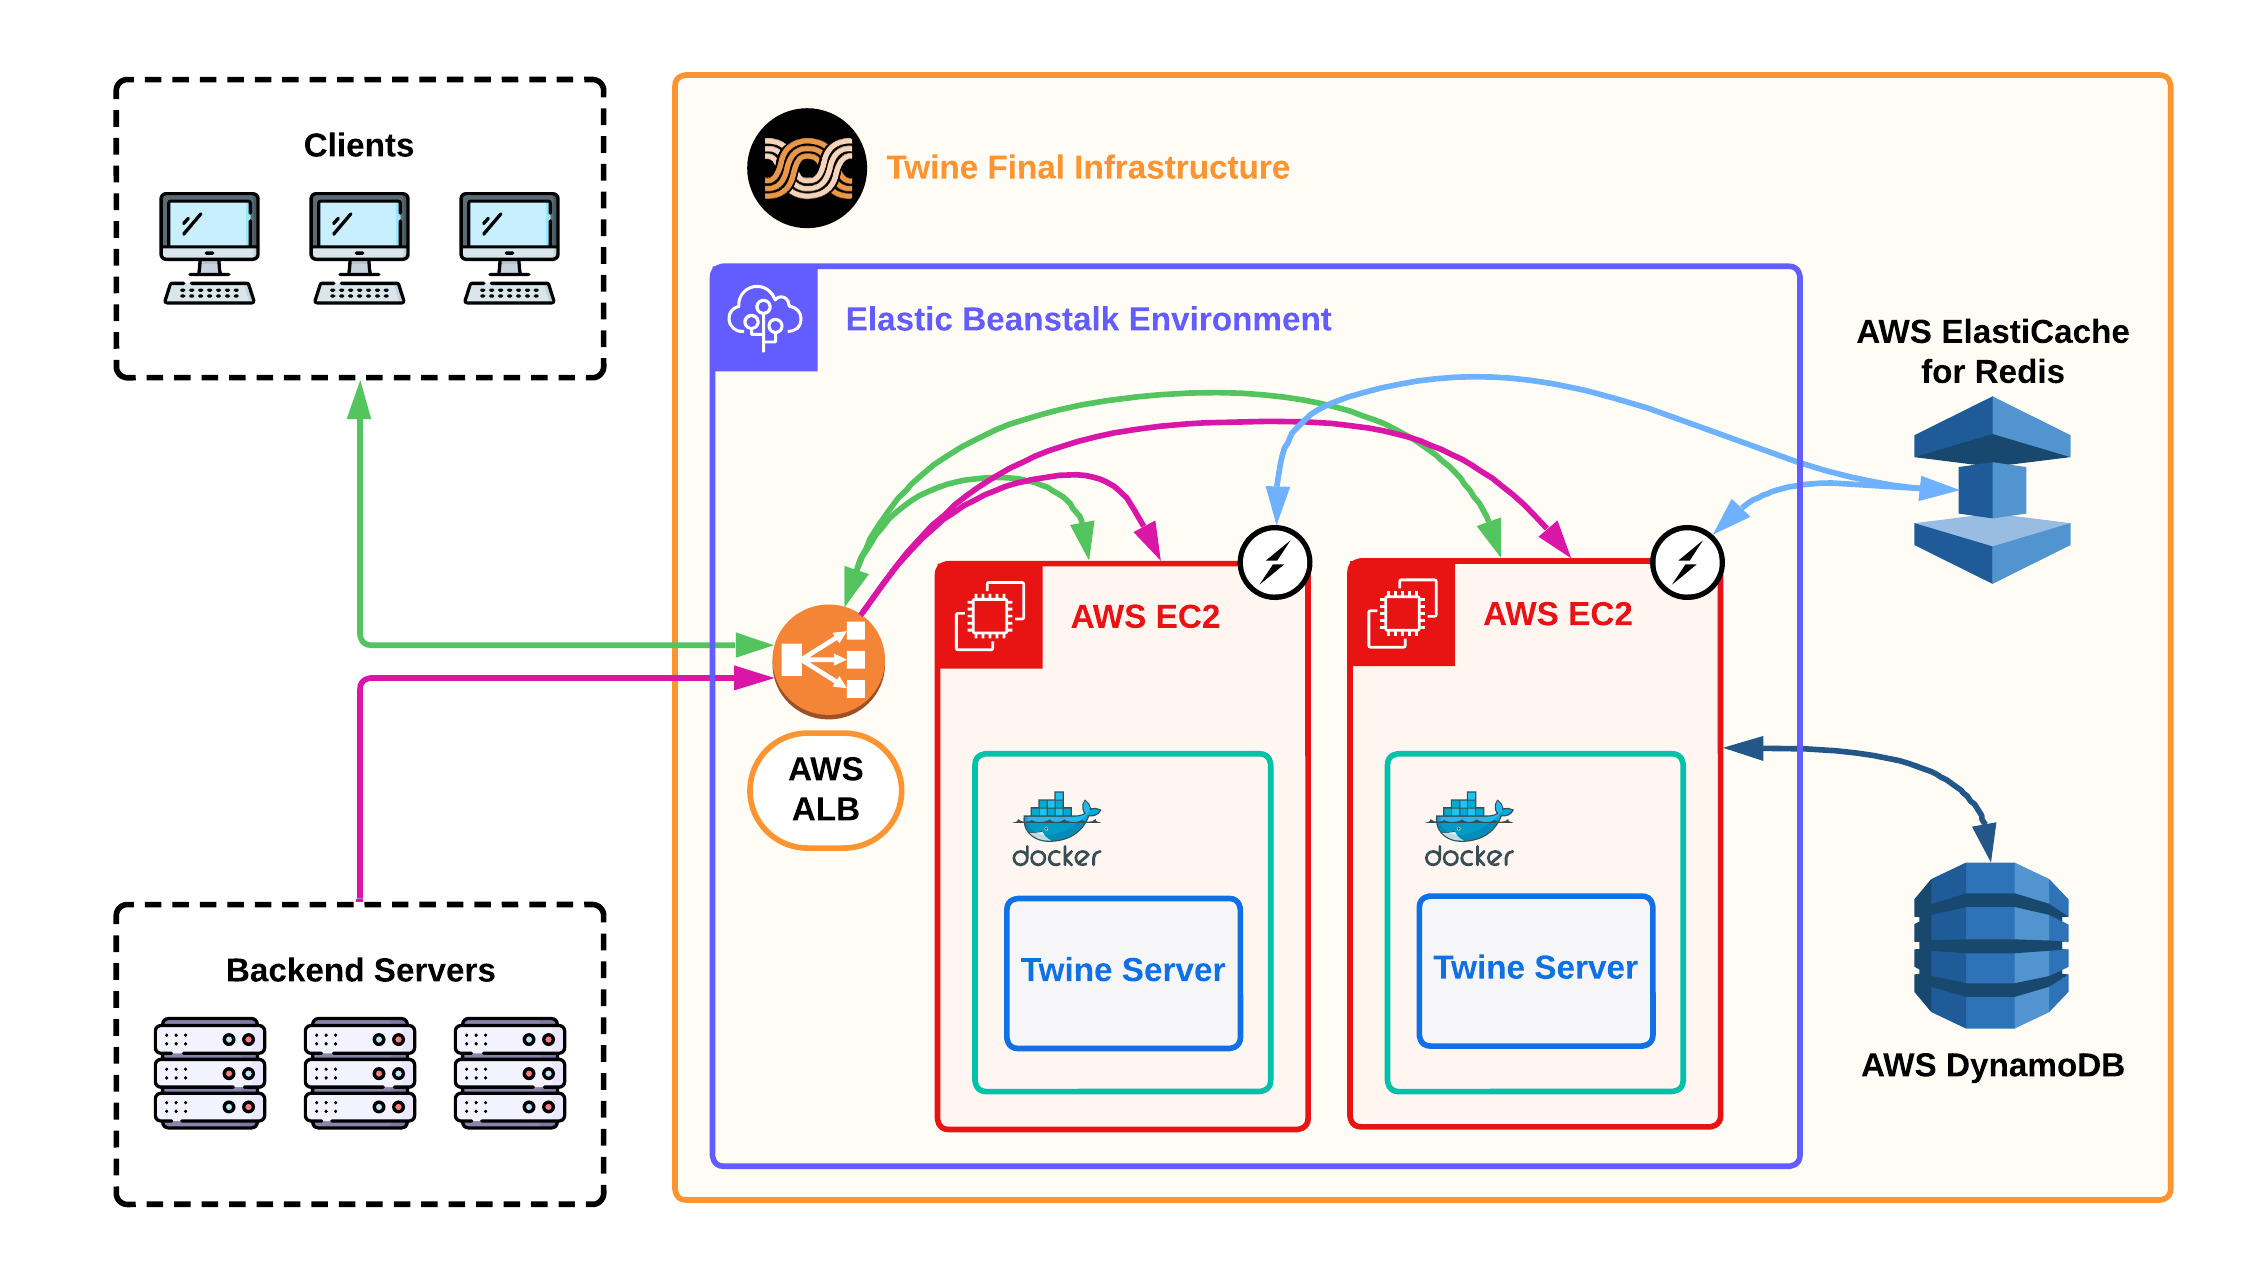 Clients
Twine Final Infrastructure
Elastic Beanstalk Environment
AWS ElastiCache
for Redis
AWS EC2
AWS EC2
AWS
ALB
docker
docker
Backend Servers
Twine Server
Twine Server
AWS DynamoDB